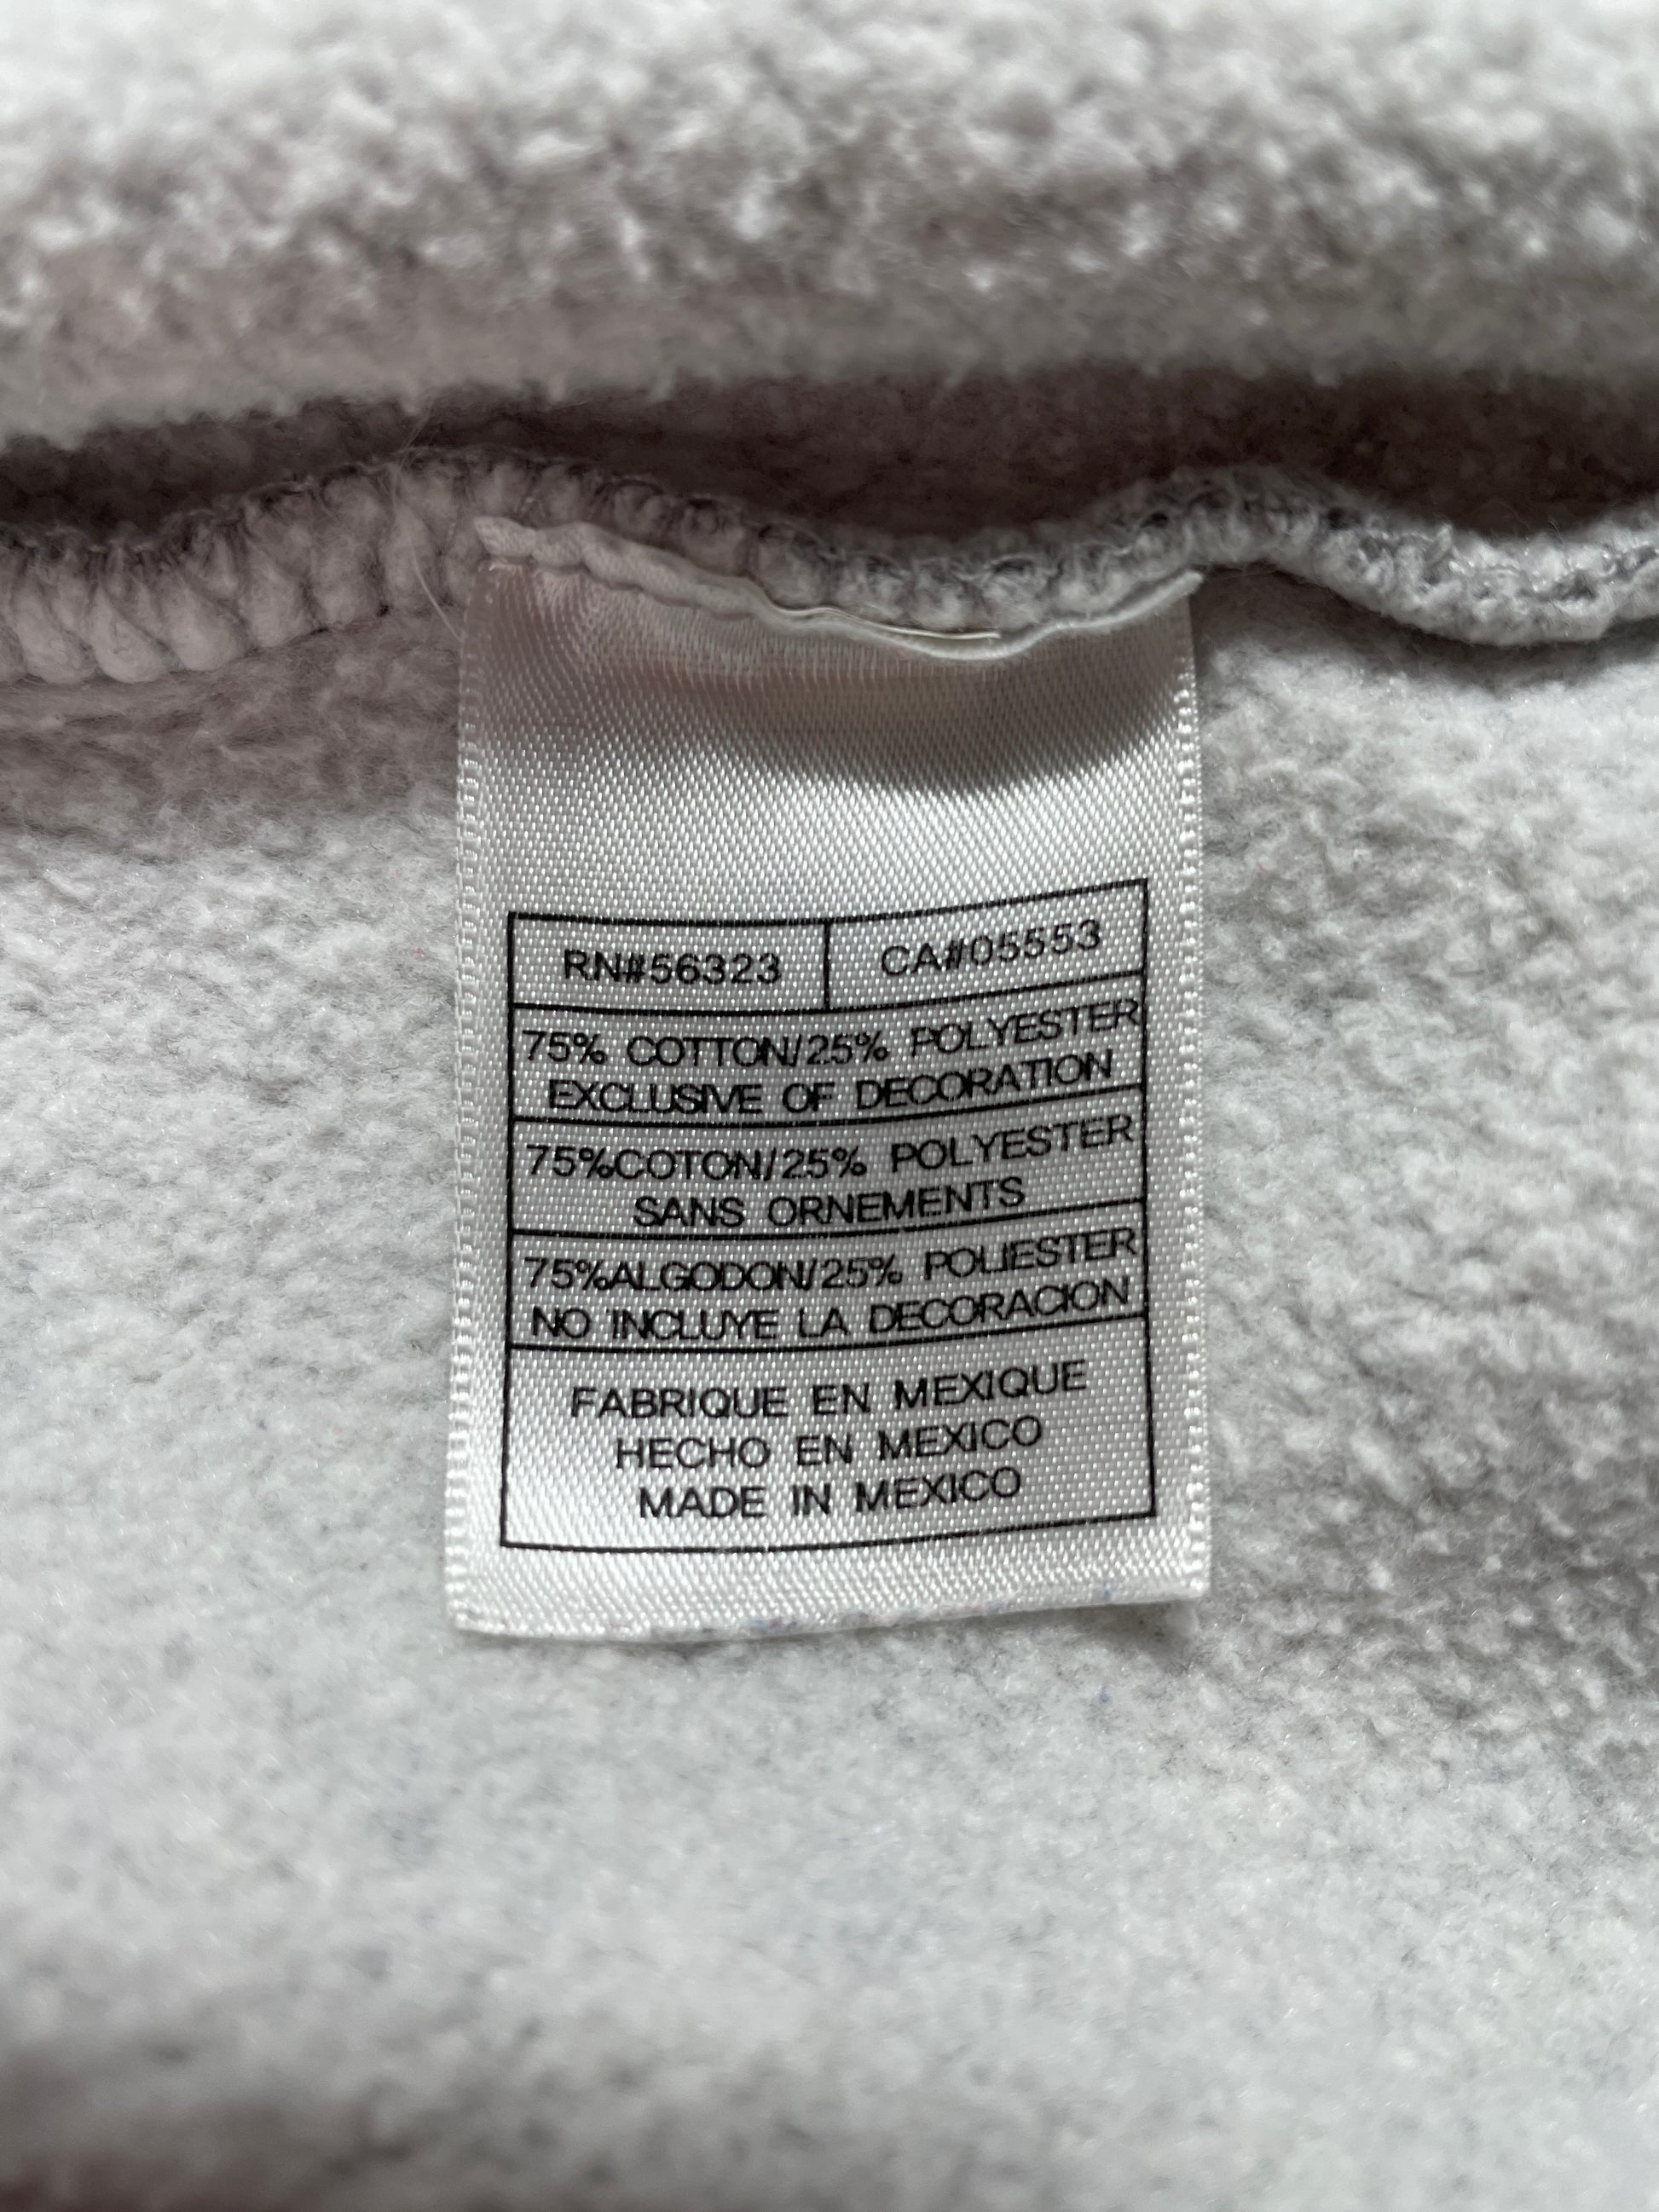 RN#56323 CA#05553
75% COTTON/25% POLYESTER
EXCLUSIVE OF DECORATION
75%COTON/25% POLYESTER
SANS ORNEMENTS
75%ALGODON/25% POLIESTER
NO INCLUYE LA DECORACION
FABRIQUE EN MEXIQUE
HECHO EN MEXICO
MADE IN MEXICO